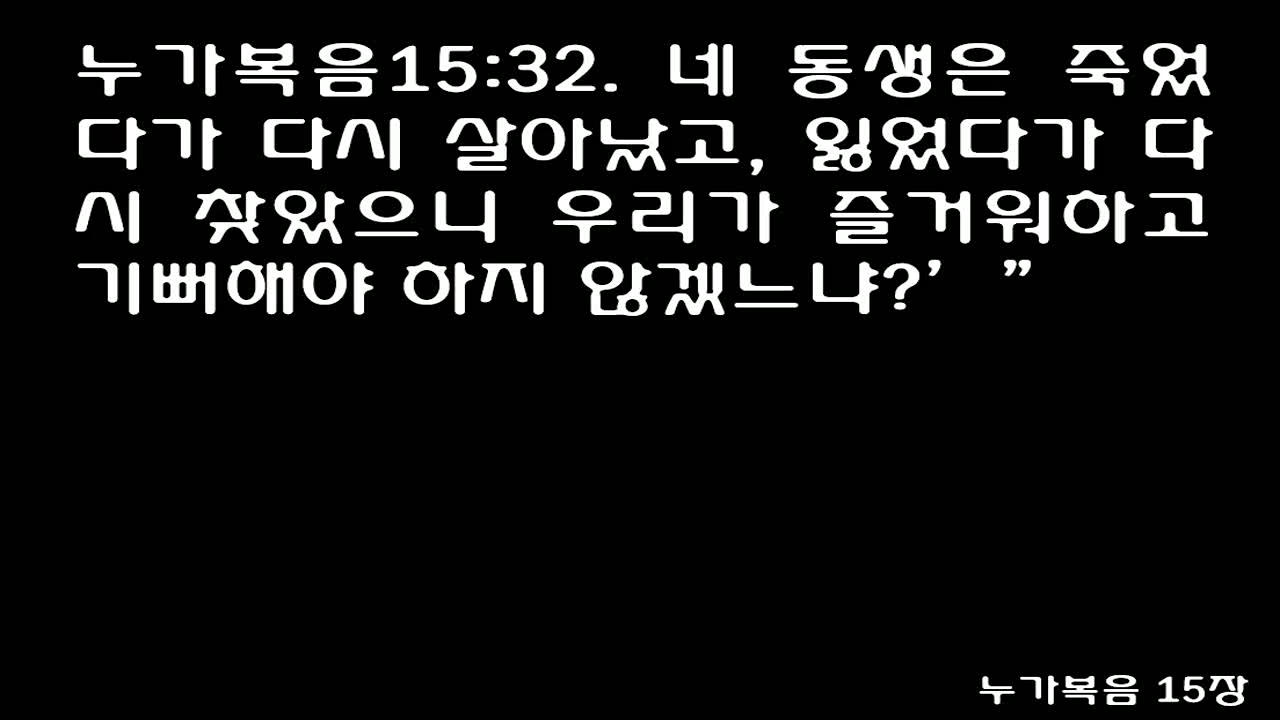 누가복음15:32. 네 동생은 죽었
다가 다시 살아났고, 잃었다가 다
시 찾았으니 우리가 즐거워하고
기뻐해야 하지 않겠느냐?’ ”
누가복음 15장